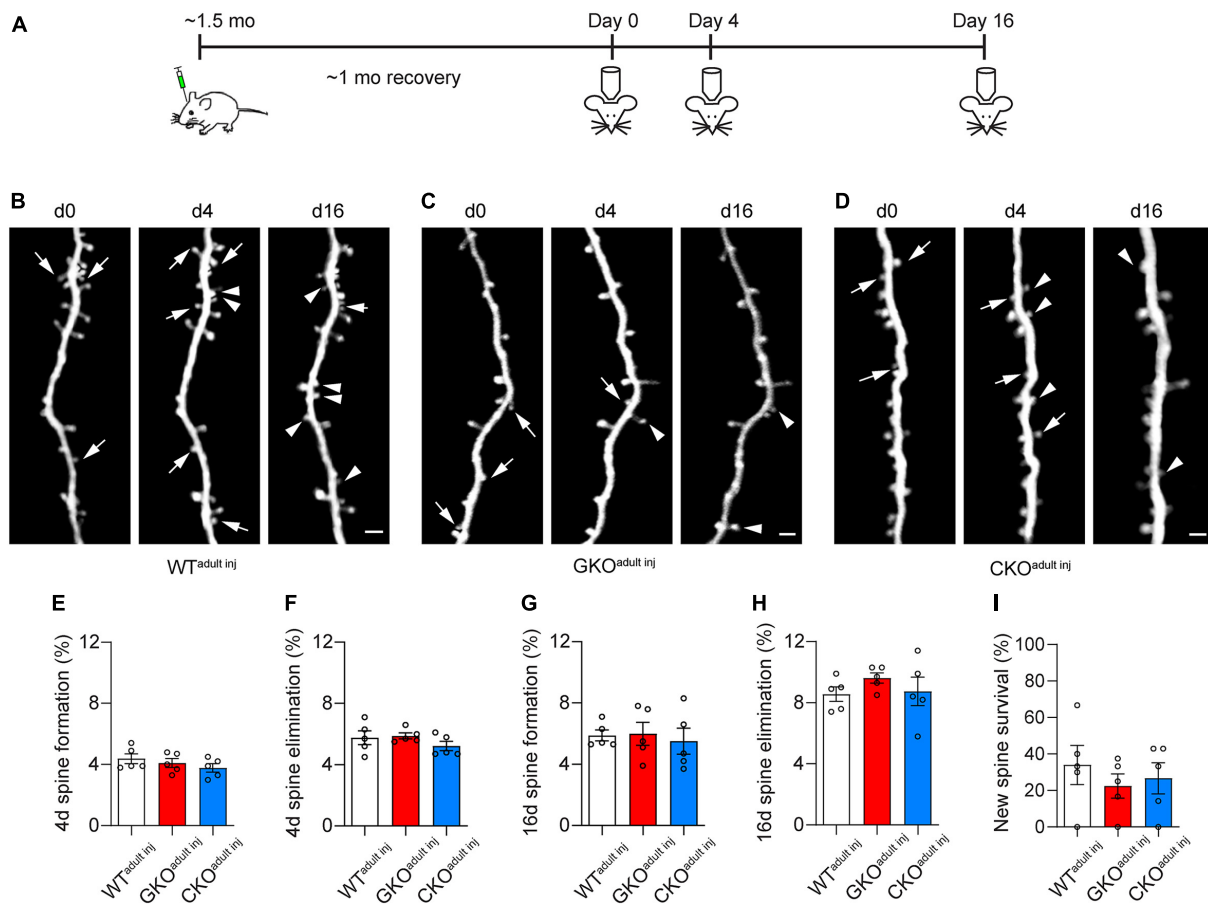 A
~1.5 mo
Day 0
Day 4
Day 16
~1 mo recovery
B
d0
d4
d16
C
d0
d4
d16
D
d0
d4
d16
WTadult inj
GKOadult inj
CKOadult inj
E
4d spine formation (%)
12
8
4
0
WTadult inj
GKOadult inj
CKOadult inj
F
4d spine elimination (%)
12
8
4
0
WTadult inj
GKOadult inj
CKOadult inj
G
16d spine formation (%)
12
8
4
0
WTadult inj
GKOadult inj
CKOadult inj
H
16d spine elimination (%)
12
8
4
0
WTadult inj
GKOadult inj
CKOadult inj
I
New spine survival (%)
100
80
60
40
20
0
WTadult inj
GKOadult inj
CKOadult inj